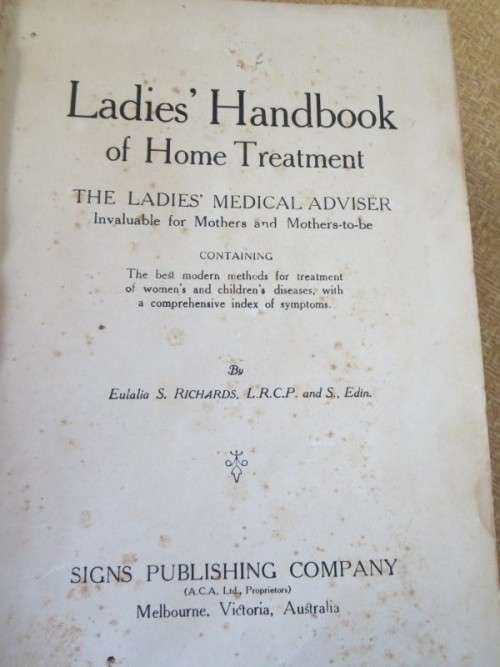 Ladies' Handbook
of Home Treatment
THE LADIES' MEDICAL ADVISER
Invaluable for Mothers and Mothers-to-be
CONTAINING
The best modern methods for treatment
of women's and children's diseases, with
a comprehensive index of symptoms.
By
Eulalia S. RICHARDS, L.R.C.P. and S., Edin.
SIGNS PUBLISHING COMPANY
(A.C.A. Ltd., Proprietors)
Melbourne, Victoria, Australia